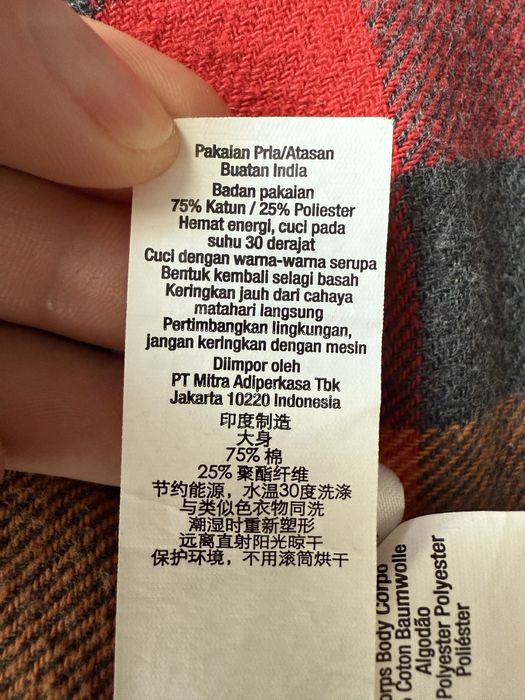 Pakaian Pria/Atasan
Buatan India
Badan pakaian
75% Katun / 25% Poliester
Hemat energi, cuci pada
suhu 30 derajat
Cuci dengan warna-warna serupa
Bentuk kembali selagi basah
Keringkan jauh dari cahaya
matahari langsung
Pertimbangkan lingkungan,
jangan keringkan dengan mesin
Diimpor oleh
PT Mitra Adiperkasa Tbk
Jakarta 10220 Indonesia
印度制造
大身
75% 棉
25% 聚酯纤维
节约能源，水温30度洗涤
与类似色衣物同洗
潮湿时重新塑形
远离直射阳光晾干
保护环境，不用滚筒烘干
Body Corpo
Coton Baumwolle
Algodão
Polyester Polyester
Poliéster